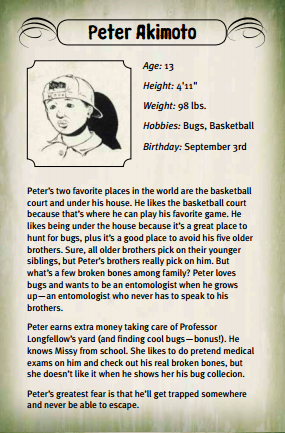 Peter Akimoto
Age: 13
Height: 4'11"
Weight: 98 lbs.
Hobbies: Bugs, Basketball
Birthday: September 3rd
Peter's two favorite places in the world are the basketball
court and under his house. He likes the basketball court
because that's where he can play his favorite game. He
likes being under the house because it's a great place to
hunt for bugs, plus it's a good place to avoid his five older
brothers. Sure, all older brothers pick on their younger
siblings, but Peter's brothers really pick on him. But
what's a few broken bones among family? Peter loves
bugs and wants to be an entomologist when he grows
up—an entomologist who never has to speak to his
brothers.
Peter earns extra money taking care of Professor
Longfellow's yard (and finding cool bugs—bonus!). He
knows Missy from school. She likes to do pretend medical
exams on him and check out his real broken bones, but
she doesn't like it when he shows her his bug collecion.
Peter's greatest fear is that he'll get trapped somewhere
and never be able to escape.